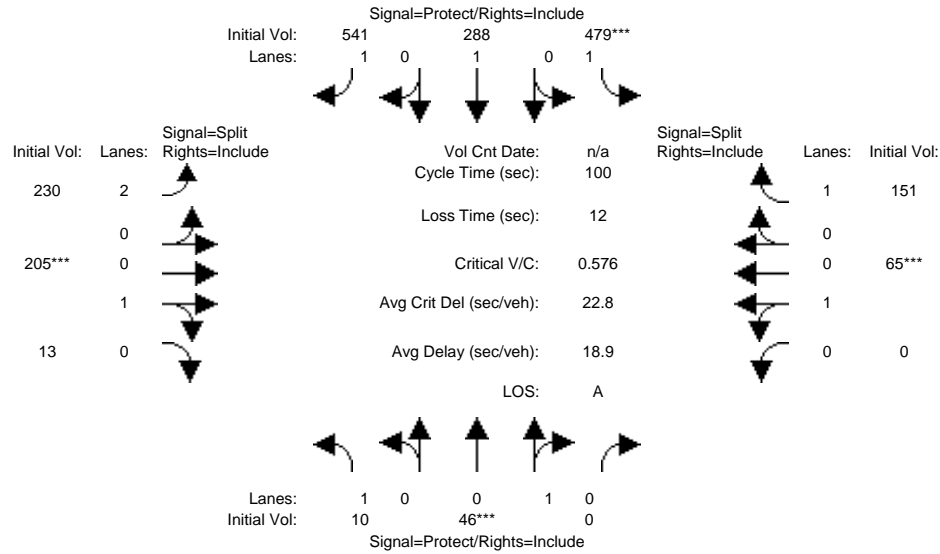 Signal=Protect/Rights=Include
Initial Vol: 541 288 479***
Lanes: 1 0 1 0 1
Signal=Split
Rights=Include
Initial Vol: Lanes:
230 2
0
205*** 0
1
13 0
Vol Cnt Date: n/a
Cycle Time (sec): 100
Loss Time (sec): 12
Critical V/C: 0.576
Avg Crit Del (sec/veh): 22.8
Avg Delay (sec/veh): 18.9
LOS: A
Signal=Split
Rights=Include
Lanes: Initial Vol:
1 151
0
0 65***
1
0 0
Lanes: 1 0 0 1 0
Initial Vol: 10 46*** 0
Signal=Protect/Rights=Include